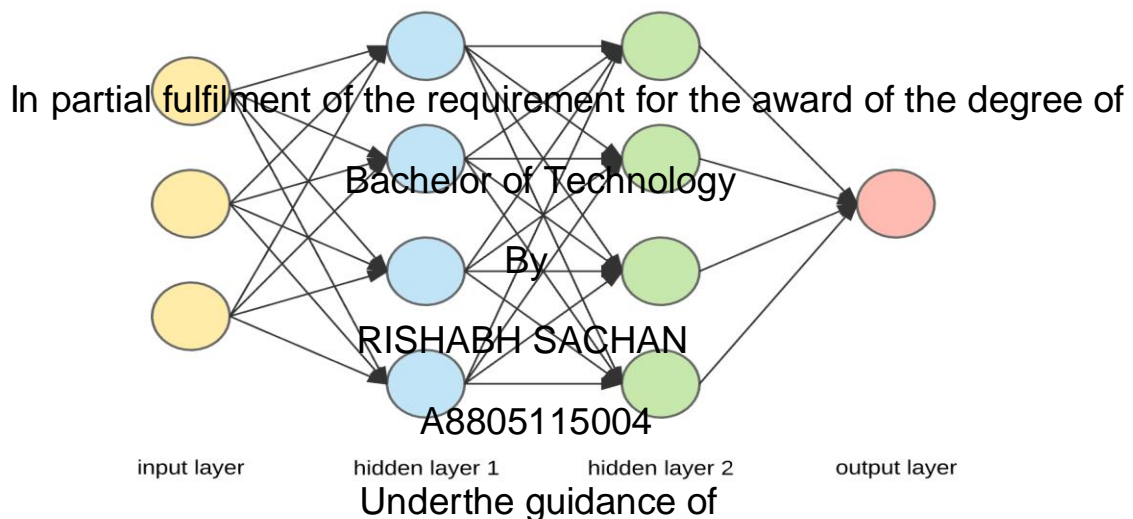 In partial fulfilment of the requirement for the award of the degree of
Bachelor of Technology
By
RISHABH SACHAN
A8805115004
input layer hidden layer 1 hidden layer 2 output layer
Underthe guidance of